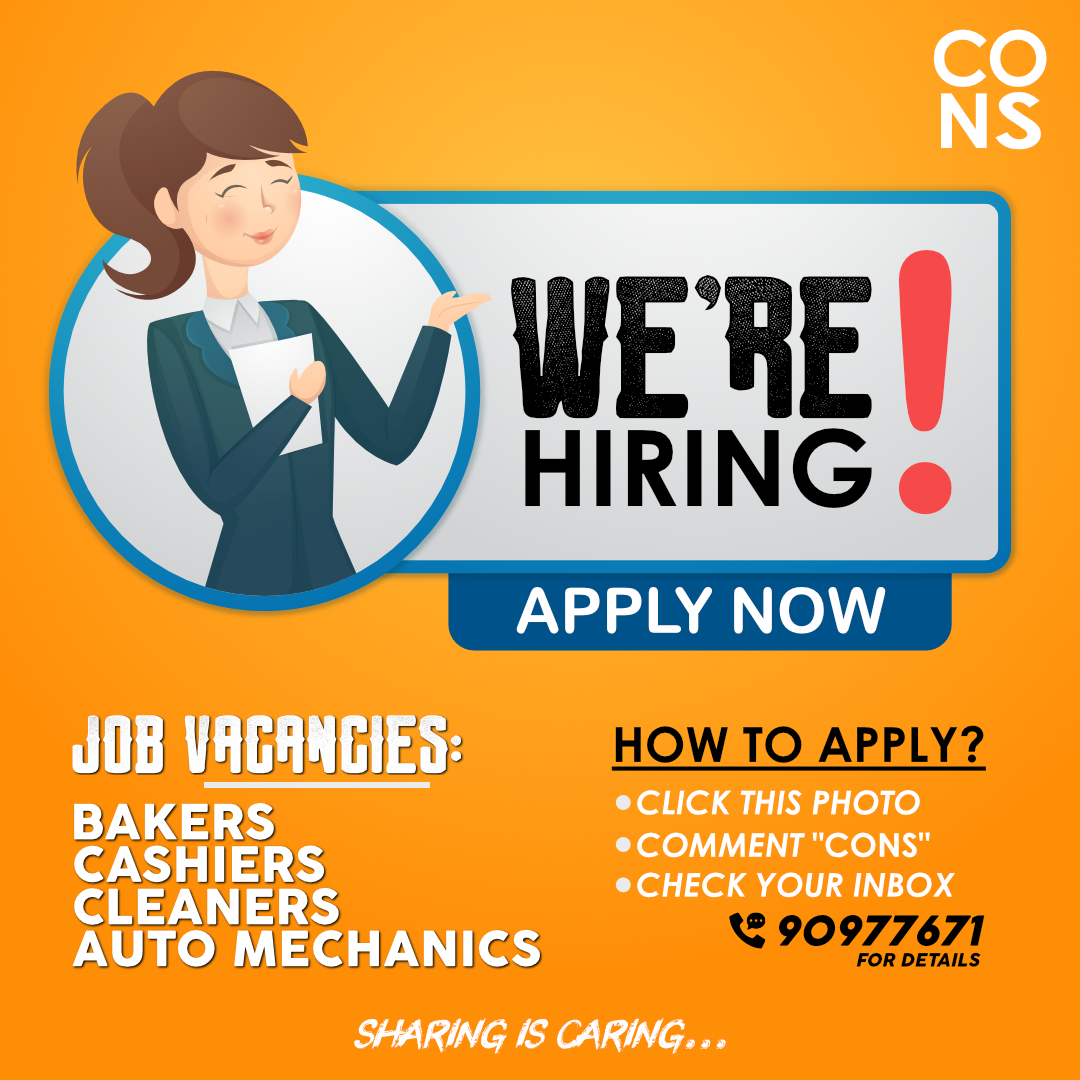 CO
NS
WE'RE
HIRING!
APPLY NOW
JOB VACANCIES:
BAKERS
CASHIERS
CLEANERS
AUTO MECHANICS
HOW TO APPLY?
CLICK THIS PHOTO
COMMENT "CONS"
CHECK YOUR INBOX
90977671
FOR DETAILS
SHARING IS CARING...